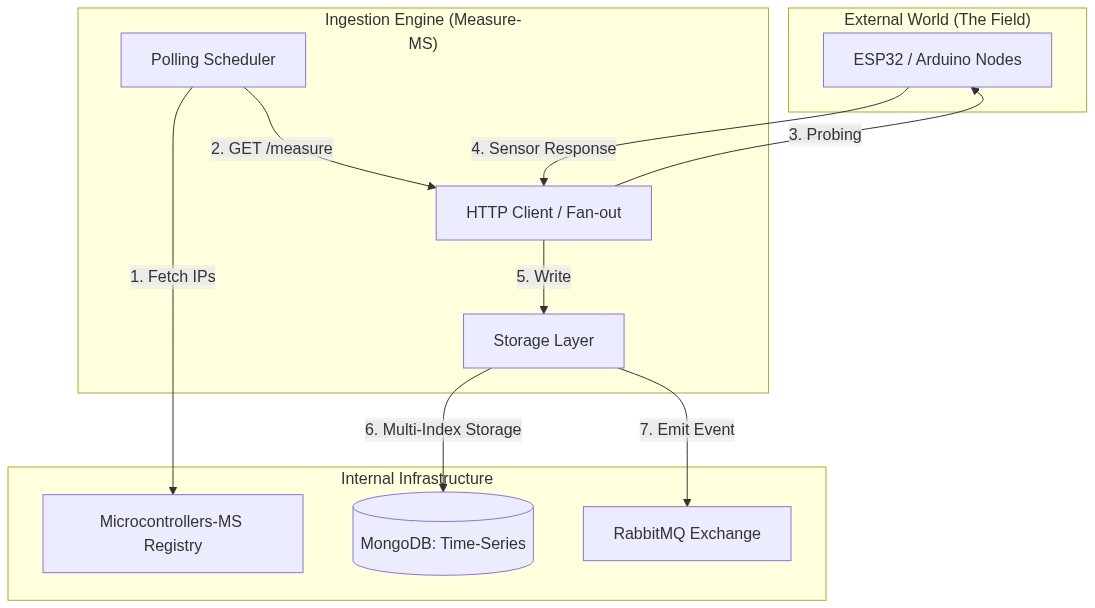 Ingestion Engine (Measure-
MS)
External World (The Field)
Polling Scheduler
ESP32 / Arduino Nodes
2. GET /measure
4. Sensor Response
3. Probing
HTTP Client / Fan-out
1. Fetch IPs
5. Write
Storage Layer
6. Multi-Index Storage
7. Emit Event
Internal Infrastructure
Microcontrollers-MS
Registry
MongoDB: Time-Series
RabbitMQ Exchange